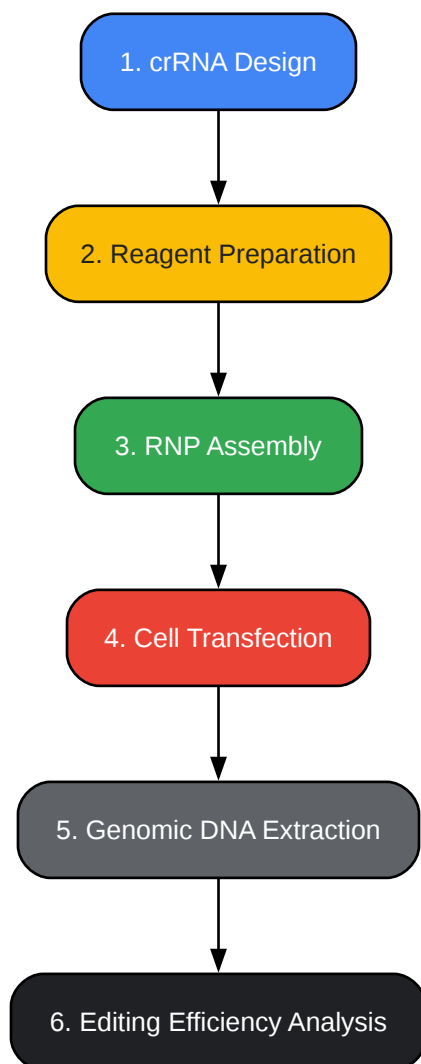 1. crRNA Design
2. Reagent Preparation
3. RNP Assembly
4. Cell Transfection
5. Genomic DNA Extraction
6. Editing Efficiency Analysis